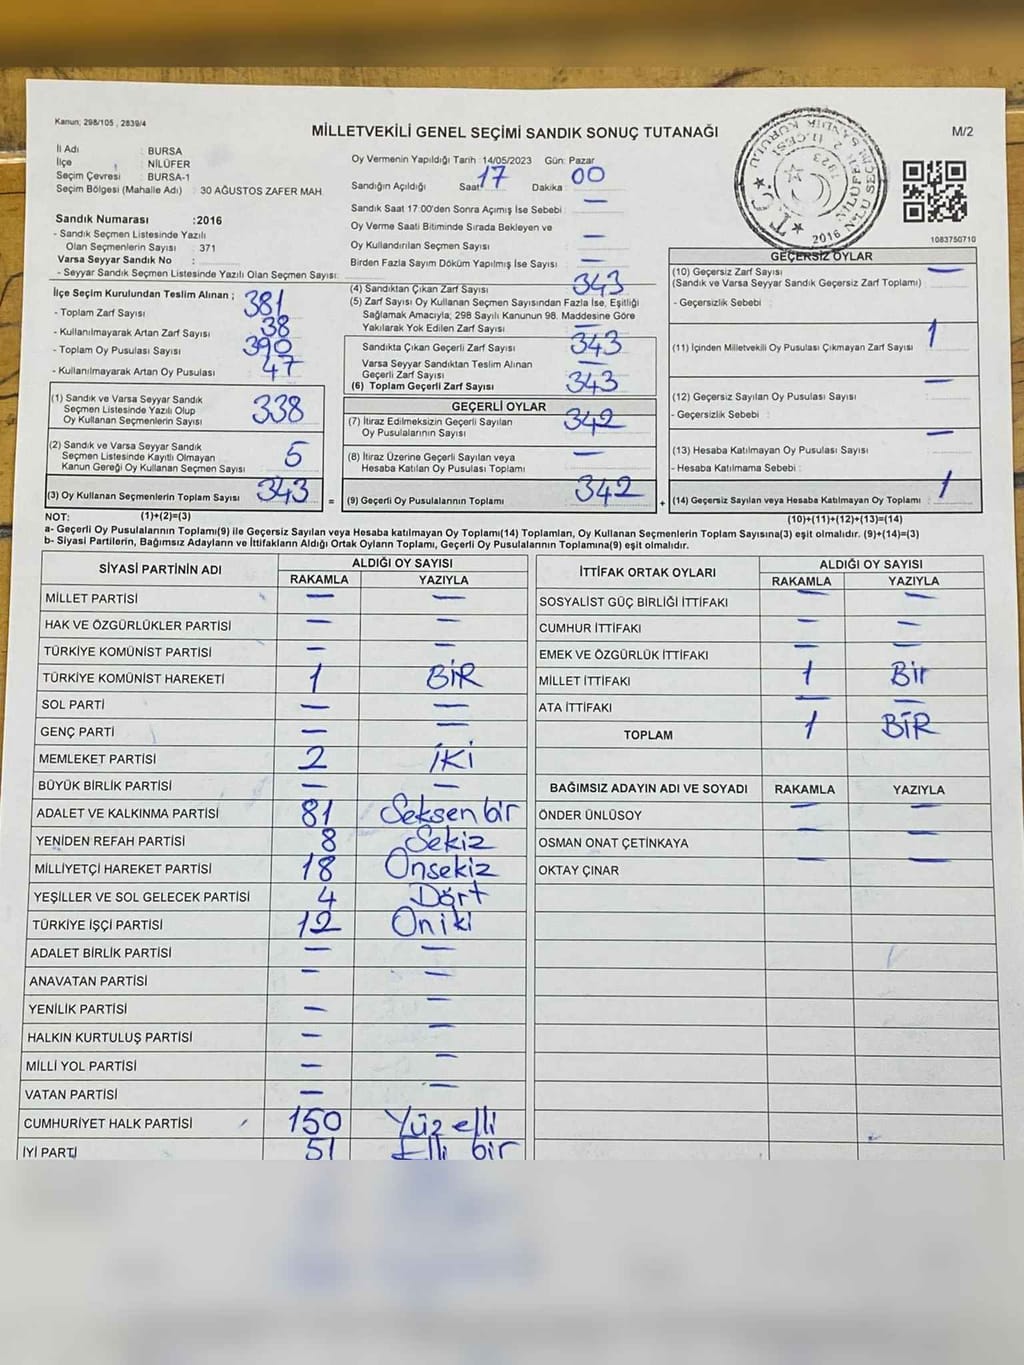 Kanun; 298/105 , 2839/4
MİLLETVEKİLİ GENEL SEÇİMİ SANDIK SONUÇ TUTANAĞI
M/2
İl Adı : BURSA
İlçe : NİLÜFER
Seçim Çevresi : BURSA-1
Seçim Bölgesi (Mahalle Adı) : 30 AĞUSTOS ZAFER MAH.
Sandık Numarası :2016
- Sandık Seçmen Listesinde Yazılı
Olan Seçmenlerin Sayısı : 371
Varsa Seyyar Sandık No :
- Seyyar Sandık Seçmen Listesinde Yazılı Olan Seçmen Sayısı:
Oy Vermenin Yapıldığı Tarih :14/05/2023 Gün: Pazar
Sandığın Açıldığı Saat: 17 Dakika : 00
Sandık Saat 17:00'den Sonra Açımış İse Sebebi : —
Oy Verme Saati Bitiminde Sırada Bekleyen ve
Oy Kullandırılan Seçmen Sayısı : —
Birden Fazla Sayım Döküm Yapılmış İse Sayısı : —
T.C.
NİLÜFER 2. İLÇESİ
2016 NOLU SEÇİM SANDIK KURULU
1923
1083750710
İlçe Seçim Kurulundan Teslim Alınan ;
- Toplam Zarf Sayısı 381
- Kullanılmayarak Artan Zarf Sayısı 38
- Toplam Oy Pusulası Sayısı 390
- Kullanılmayarak Artan Oy Pusulası 47
(1) Sandık ve Varsa Seyyar Sandık
Seçmen Listesinde Yazılı Olup
Oy Kullanan Seçmenlerin Sayısı 338
(2) Sandık ve Varsa Seyyar Sandık
Seçmen Listesinde Kayıtlı Olmayan
Kanun Gereği Oy Kullanan Seçmen Sayısı 5
(3) Oy Kullanan Seçmenlerin Toplam Sayısı 343
(1)+(2)=(3)
(4) Sandıktan Çıkan Zarf Sayısı 343
(5) Zarf Sayısı Oy Kullanan Seçmen Sayısından Fazla İse, Eşitliği
Sağlamak Amacıyla; 298 Sayılı Kanunun 98. Maddesine Göre
Yakılarak Yok Edilen Zarf Sayısı : —
Sandıkta Çıkan Geçerli Zarf Sayısı 343
Varsa Seyyar Sandıktan Teslim Alınan
Geçerli Zarf Sayısı —
(6) Toplam Geçerli Zarf Sayısı 343
GEÇERLİ OYLAR
(7) İtiraz Edilmeksizin Geçerli Sayılan
Oy Pusulalarının Sayısı 342
(8) İtiraz Üzerine Geçerli Sayılan veya
Hesaba Katılan Oy Pusulası Toplamı —
= (9) Geçerli Oy Pusulalarının Toplamı 342 +
GEÇERSİZ OYLAR
(10) Geçersiz Zarf Sayısı —
(Sandık ve Varsa Seyyar Sandık Geçersiz Zarf Toplamı) :
- Geçersizlik Sebebi :
(11) İçinden Milletvekili Oy Pusulası Çıkmayan Zarf Sayısı : 1
(12) Geçersiz Sayılan Oy Pusulası Sayısı : —
- Geçersizlik Sebebi :
(13) Hesaba Katılmayan Oy Pusulası Sayısı : —
- Hesaba Katılmama Sebebi :
(14) Geçersiz Sayılan veya Hesaba Katılmayan Oy Toplamı : 1
(10)+(11)+(12)+(13)=(14)
NOT:
a- Geçerli Oy Pusulalarının Toplamı(9) ile Geçersiz Sayılan veya Hesaba katılmayan Oy Toplamı(14) Toplamları, Oy Kullanan Seçmenlerin Toplam Sayısına(3) eşit olmalıdır. (9)+(14)=(3)
b- Siyasi Partilerin, Bağımsız Adayların ve İttifakların Aldığı Ortak Oyların Toplamı, Geçerli Oy Pusulalarının Toplamına(9) eşit olmalıdır.
SİYASİ PARTİNİN ADI ALDIĞI OY SAYISI
RAKAMLA YAZIYLA
MİLLET PARTİSİ — —
HAK VE ÖZGÜRLÜKLER PARTİSİ — —
TÜRKİYE KOMÜNİST PARTİSİ — —
TÜRKİYE KOMÜNİST HAREKETİ 1 BİR
SOL PARTİ — —
GENÇ PARTİ — —
MEMLEKET PARTİSİ 2 İKİ
BÜYÜK BİRLİK PARTİSİ — —
ADALET VE KALKINMA PARTİSİ 81 Seksen bir
YENİDEN REFAH PARTİSİ 8 Sekiz
MİLLİYETÇİ HAREKET PARTİSİ 18 Onsekiz
YEŞİLLER VE SOL GELECEK PARTİSİ 4 Dört
TÜRKİYE İŞÇİ PARTİSİ 12 Oniki
ADALET BİRLİK PARTİSİ — —
ANAVATAN PARTİSİ — —
YENİLİK PARTİSİ — —
HALKIN KURTULUŞ PARTİSİ — —
MİLLİ YOL PARTİSİ — —
VATAN PARTİSİ — —
CUMHURİYET HALK PARTİSİ 150 Yüz elli
İYİ PARTİ 51 Elli bir
İTTİFAK ORTAK OYLARI ALDIĞI OY SAYISI
RAKAMLA YAZIYLA
SOSYALİST GÜÇ BİRLİĞİ İTTİFAKI — —
CUMHUR İTTİFAKI — —
EMEK VE ÖZGÜRLÜK İTTİFAKI — —
MİLLET İTTİFAKI 1 Bir
ATA İTTİFAKI — —
TOPLAM 1 BİR
BAĞIMSIZ ADAYIN ADI VE SOYADI RAKAMLA YAZIYLA
ÖNDER ÜNLÜSOY — —
OSMAN ONAT ÇETİNKAYA — —
OKTAY ÇINAR — —